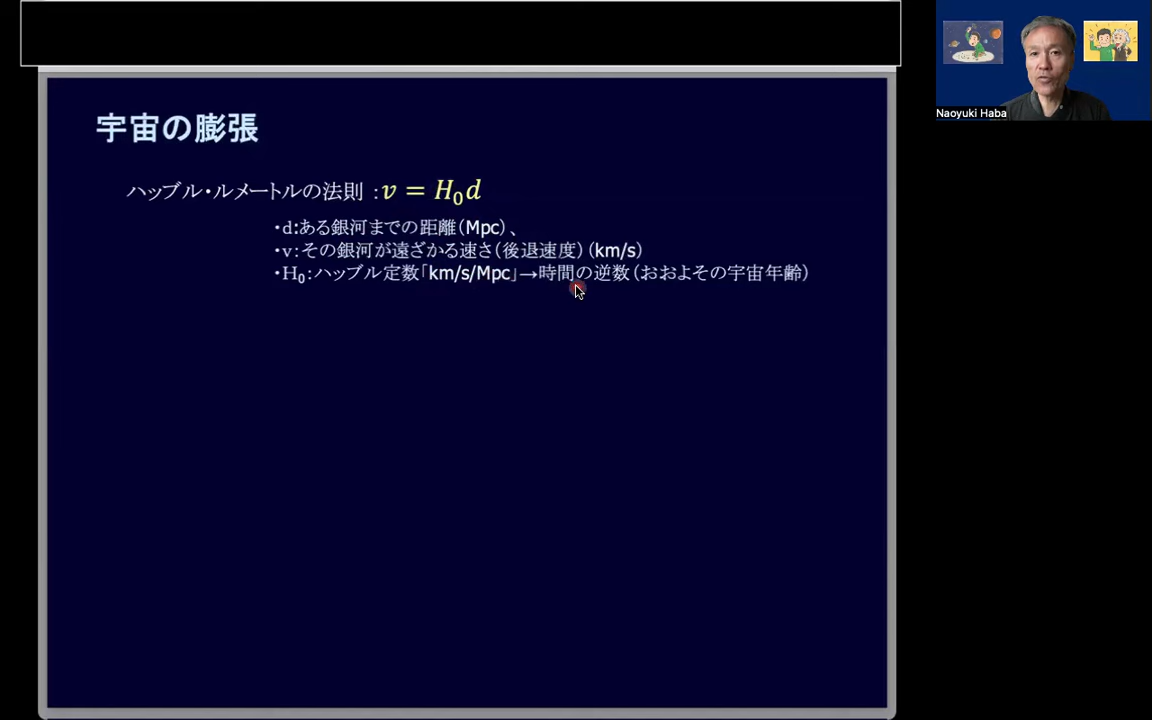 宇宙の膨張
ハッブル・ルメートルの法則 : v = H₀d
・d:ある銀河までの距離(Mpc)、
・v:その銀河が遠ざかる速さ(後退速度) (km/s)
・H₀:ハッブル定数「km/s/Mpc」→時間の逆数(おおよその宇宙年齢)
Naoyuki Haba